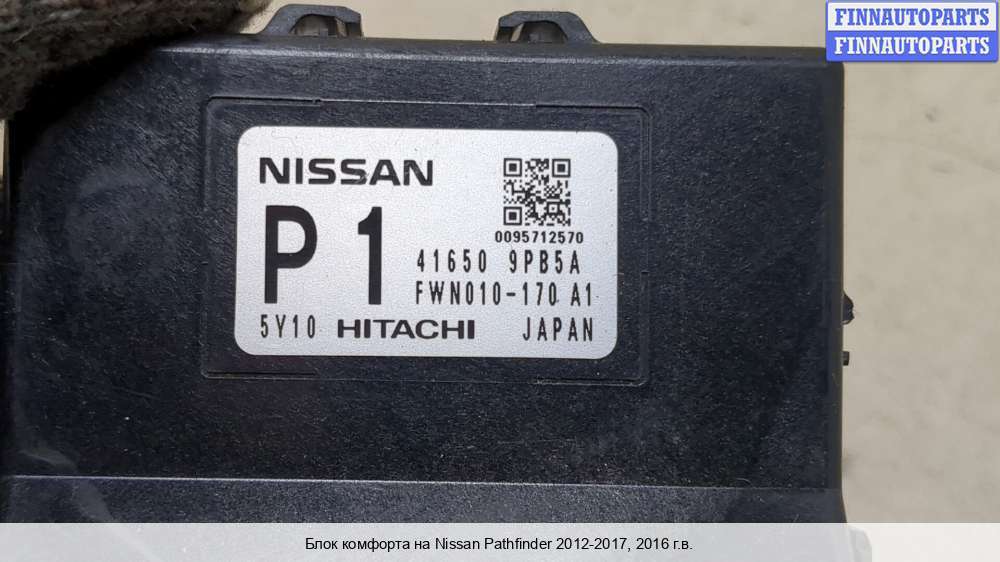 FINNAUTOPARTS
FINNAUTOPARTS
NISSAN
0095712570
P 1
41650 9PB5A
FWN010-170 A1
5Y10 HITACHI JAPAN
Блок комфорта на Nissan Pathfinder 2012-2017, 2016 г.в.